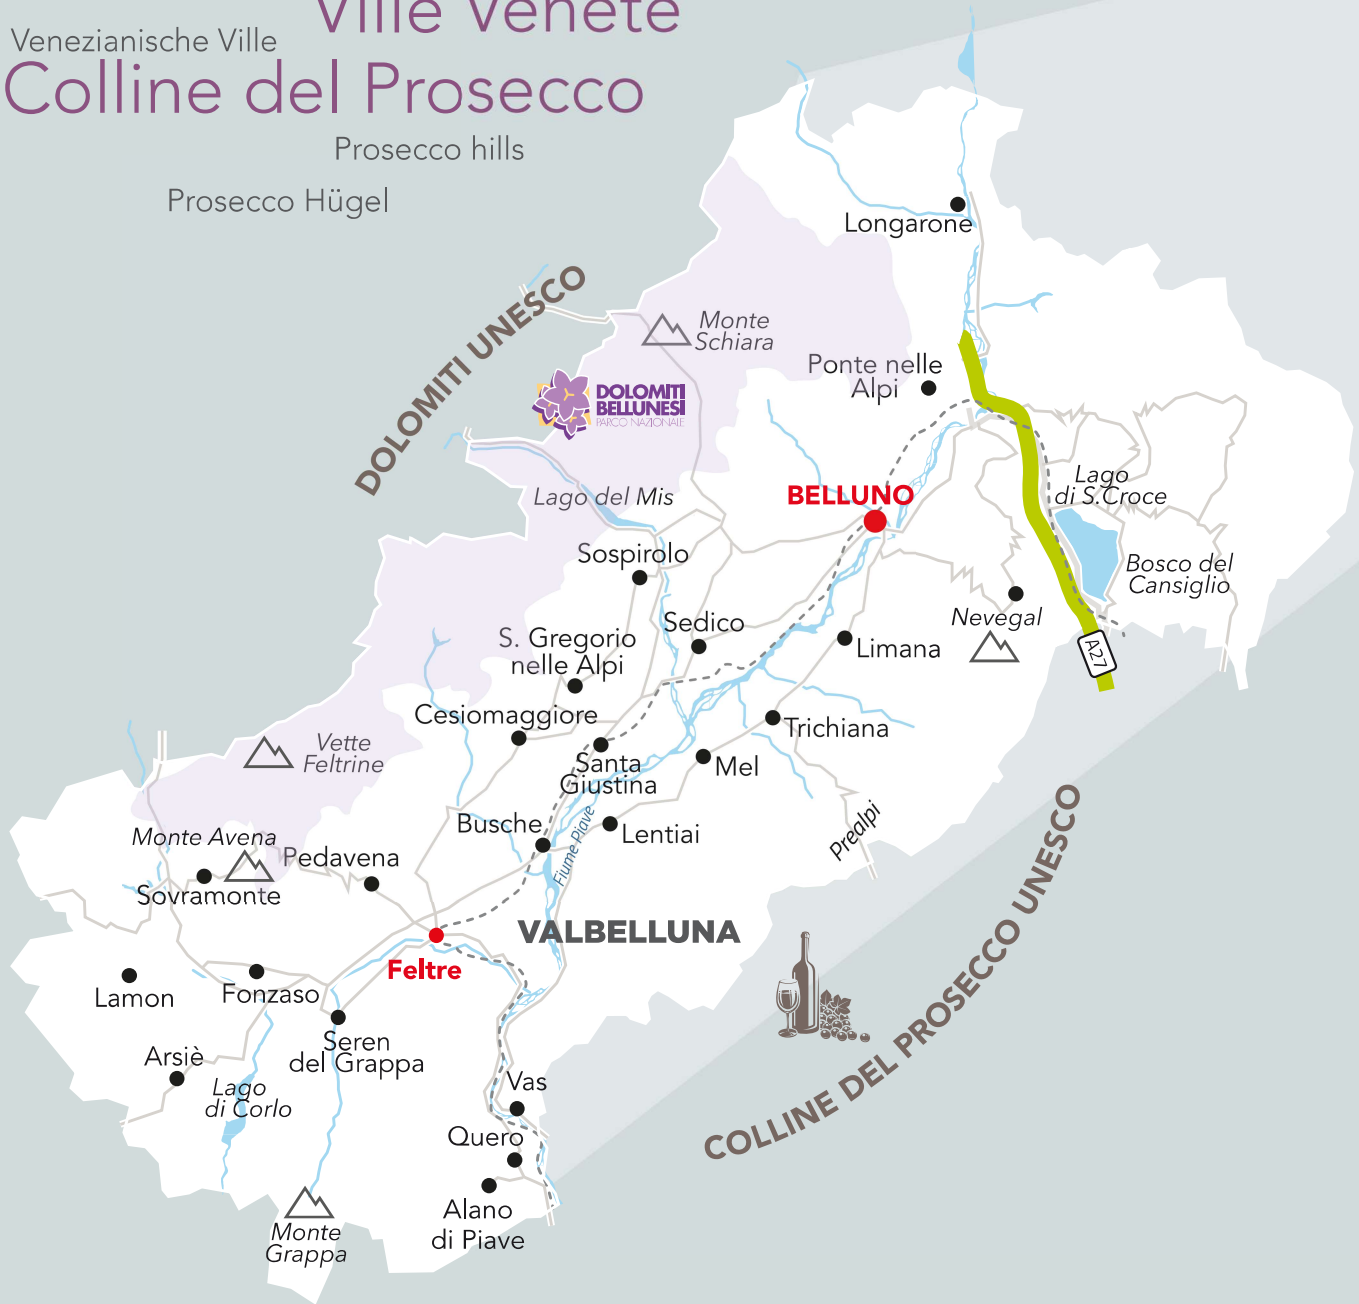 Ville Venete
Venezianische Ville
Colline del Prosecco
Prosecco hills
Prosecco Hügel
Longarone
DOLOMITI UNESCO
Monte
Schiara
Ponte nelle
Alpi
DOLOMITI
BELLUNESI
PARCO NAZIONALE
Lago
di S.Croce
BELLUNO
Lago del Mis
Sospirolo
Bosco del
Cansiglio
Nevegal
Sedico
S. Gregorio
nelle Alpi
Limana
A27
Cesiomaggiore
Trichiana
Vette
Feltrine
Santa
Giustina
Mel
Busche
Lentiai
Fiume Piave
Prealpi
Monte Avena
Pedavena
Sovramonte
VALBELLUNA
COLLINE DEL PROSECCO UNESCO
Feltre
Lamon
Fonzaso
Seren
del Grappa
Arsiè
Lago
di Corlo
Vas
Quero
Alano
di Piave
Monte
Grappa